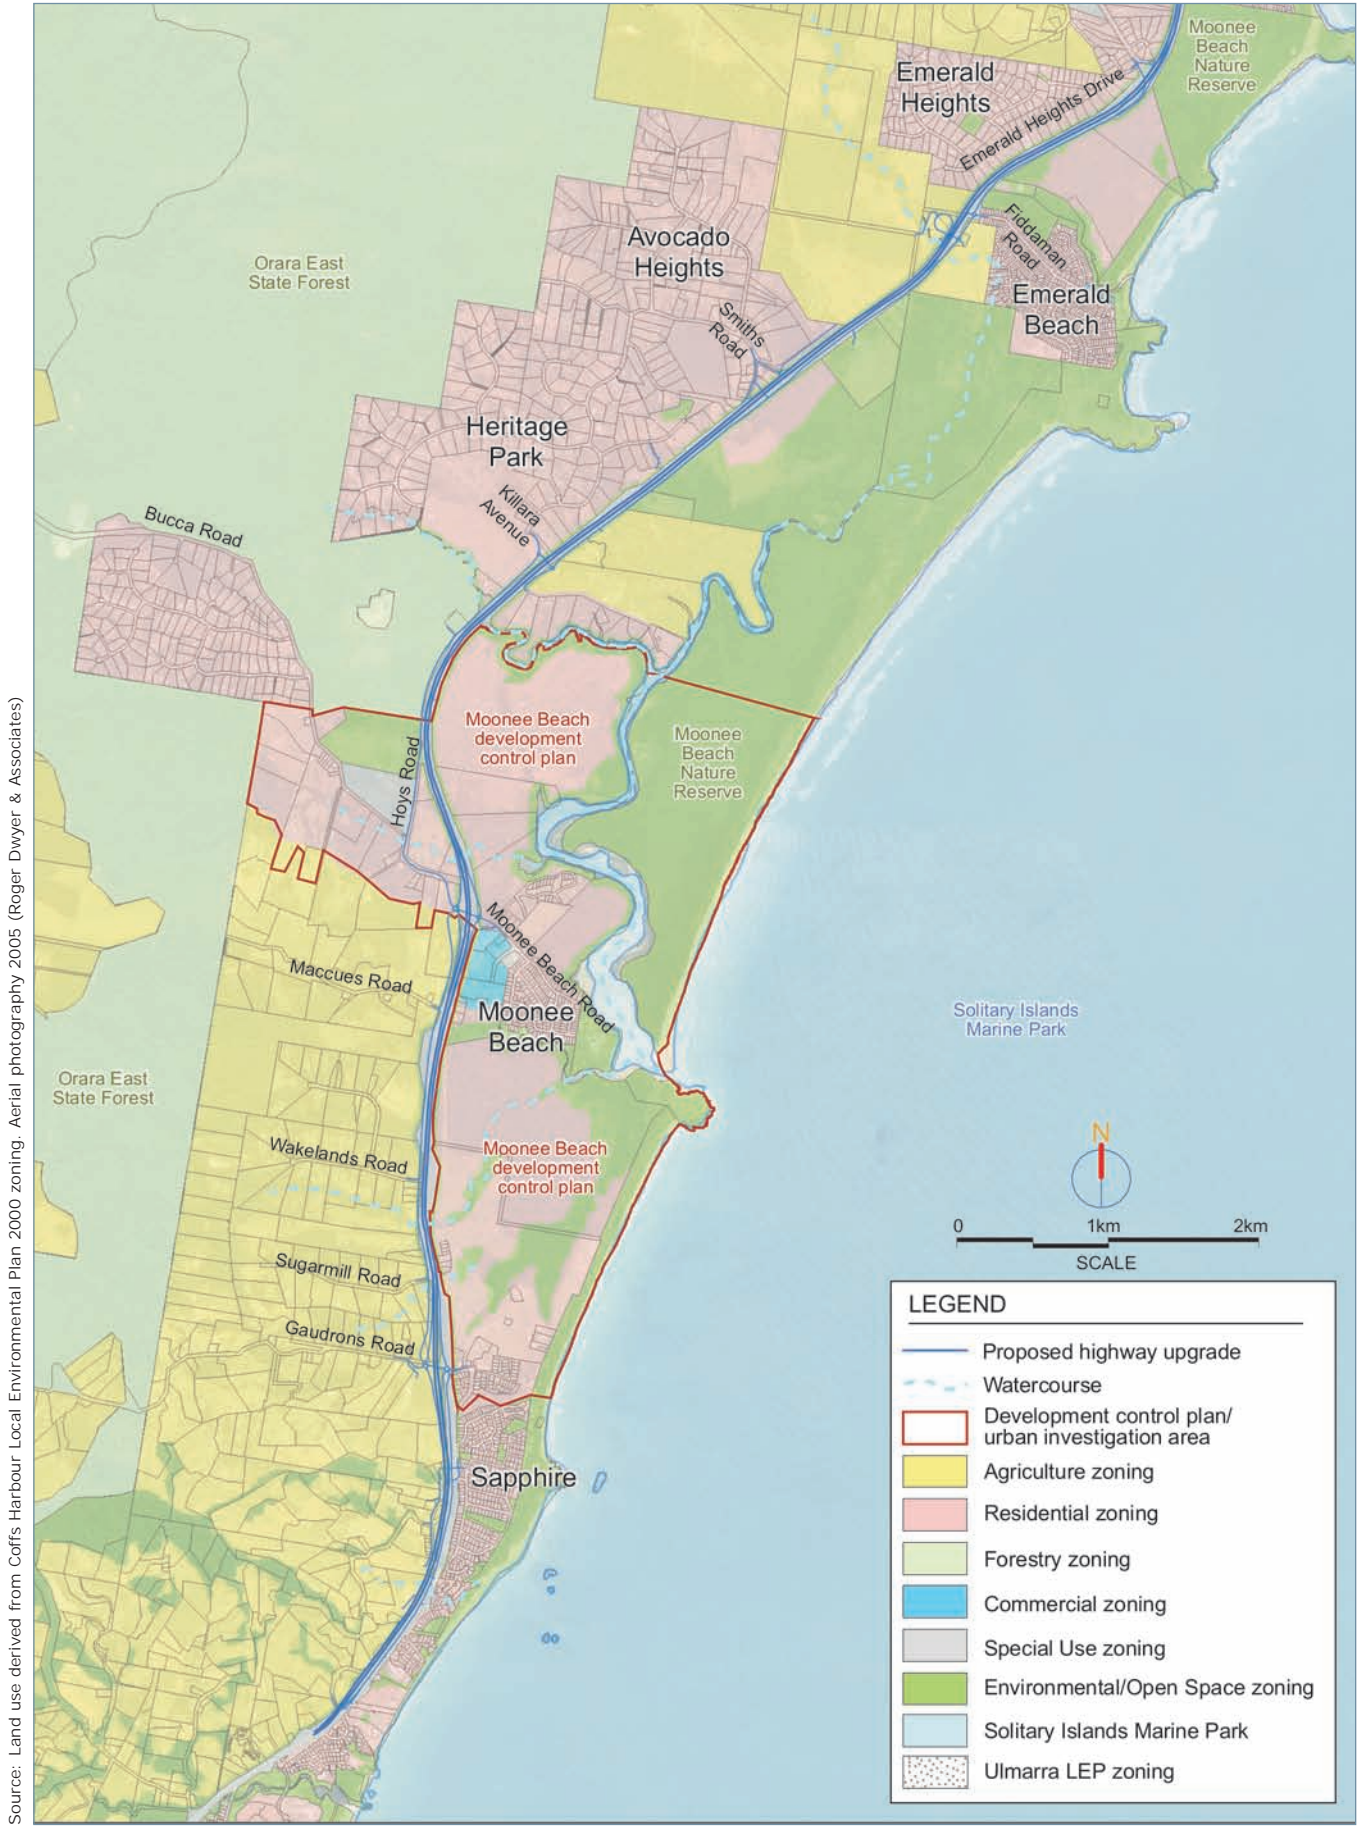 Moonee
Beach
Nature
Reserve
Emerald
Heights
Emerald Heights Drive
Fiddaman
Road
Emerald
Beach
Avocado
Heights
Orara East
State Forest
Smiths
Road
Heritage
Park
Killara
Avenue
Bucca Road
Moonee Beach
development
control plan
Moonee
Beach
Nature
Reserve
Hoys Road
Moonee Beach Road
Maccues Road
Moonee
Beach
Solitary Islands
Marine Park
Orara East
State Forest
Wakelands Road
Moonee Beach
development
control plan
Sugarmill Road
Gaudrons Road
Sapphire
N
0 1km 2km
SCALE
LEGEND
Proposed highway upgrade
Watercourse
Development control plan/
urban investigation area
Agriculture zoning
Residential zoning
Forestry zoning
Commercial zoning
Special Use zoning
Environmental/Open Space zoning
Solitary Islands Marine Park
Ulmarra LEP zoning
Source: Land use derived from Coffs Harbour Local Environmental Plan 2000 zoning. Aerial photography 2005 (Roger Dwyer & Associates)